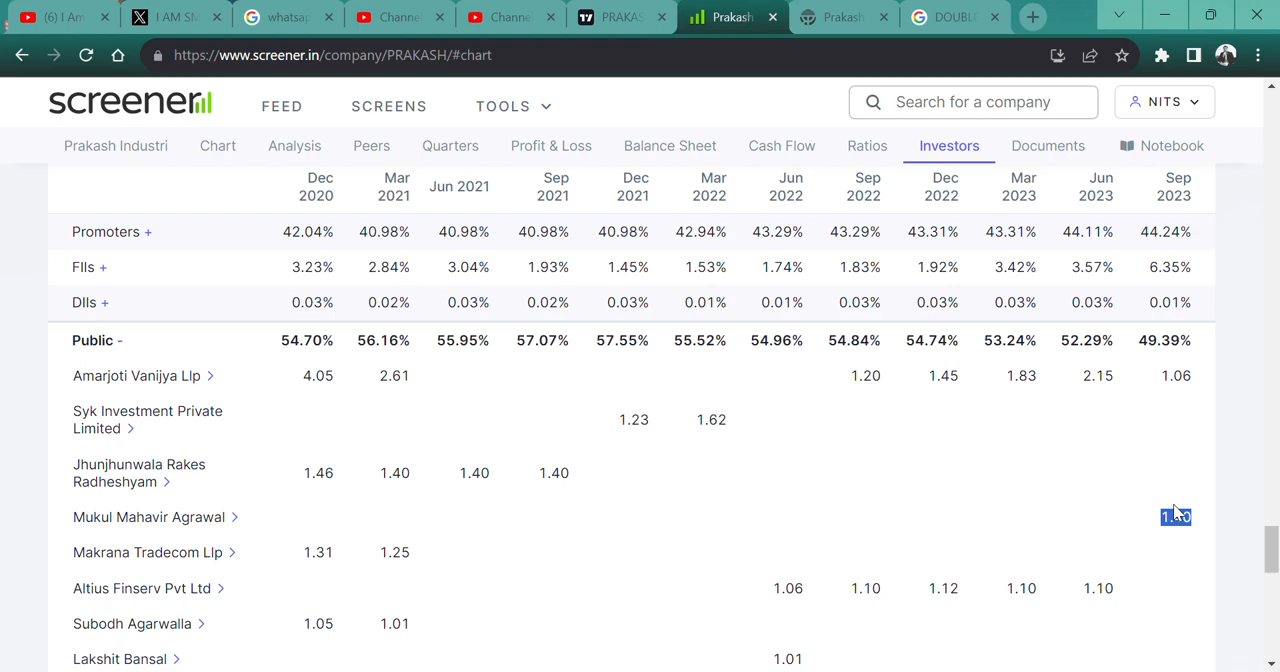 (6) I Am
I AM SM
whatsap
Channel
Channel
PRAKAS
Prakash
Prakash
DOUBL
https://www.screener.in/company/PRAKASH/#chart
screener
FEED SCREENS TOOLS
Search for a company
NITS
Prakash Industri Chart Analysis Peers Quarters Profit & Loss Balance Sheet Cash Flow Ratios Investors Documents Notebook
Dec 2020 Mar 2021 Jun 2021 Sep 2021 Dec 2021 Mar 2022 Jun 2022 Sep 2022 Dec 2022 Mar 2023 Jun 2023 Sep 2023
Promoters + 42.04% 40.98% 40.98% 40.98% 40.98% 42.94% 43.29% 43.29% 43.31% 43.31% 44.11% 44.24%
FIIs + 3.23% 2.84% 3.04% 1.93% 1.45% 1.53% 1.74% 1.83% 1.92% 3.42% 3.57% 6.35%
DIIs + 0.03% 0.02% 0.03% 0.02% 0.03% 0.01% 0.01% 0.03% 0.03% 0.03% 0.03% 0.01%
Public - 54.70% 56.16% 55.95% 57.07% 57.55% 55.52% 54.96% 54.84% 54.74% 53.24% 52.29% 49.39%
Amarjoti Vanijya Llp > 4.05 2.61 1.20 1.45 1.83 2.15 1.06
Syk Investment Private
Limited > 1.23 1.62
Jhunjhunwala Rakes
Radheshyam > 1.46 1.40 1.40 1.40
Mukul Mahavir Agrawal >
Makrana Tradecom Llp > 1.31 1.25
Altius Finserv Pvt Ltd > 1.06 1.10 1.12 1.10 1.10
Subodh Agarwalla > 1.05 1.01
Lakshit Bansal > 1.01